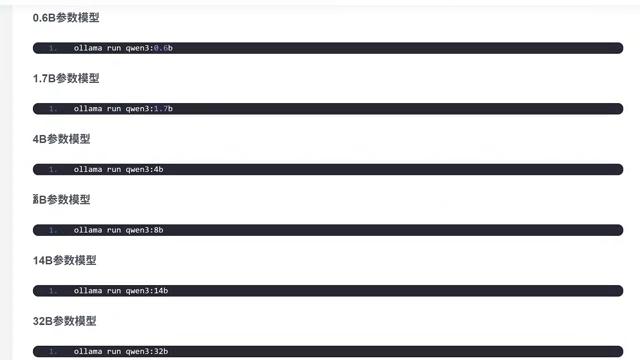 0.6B参数模型
1. ollama run qwen3:0.6b
1.7B参数模型
1. ollama run qwen3:1.7b
4B参数模型
1. ollama run qwen3:4b
8B参数模型
1. ollama run qwen3:8b
14B参数模型
1. ollama run qwen3:14b
32B参数模型
1. ollama run qwen3:32b